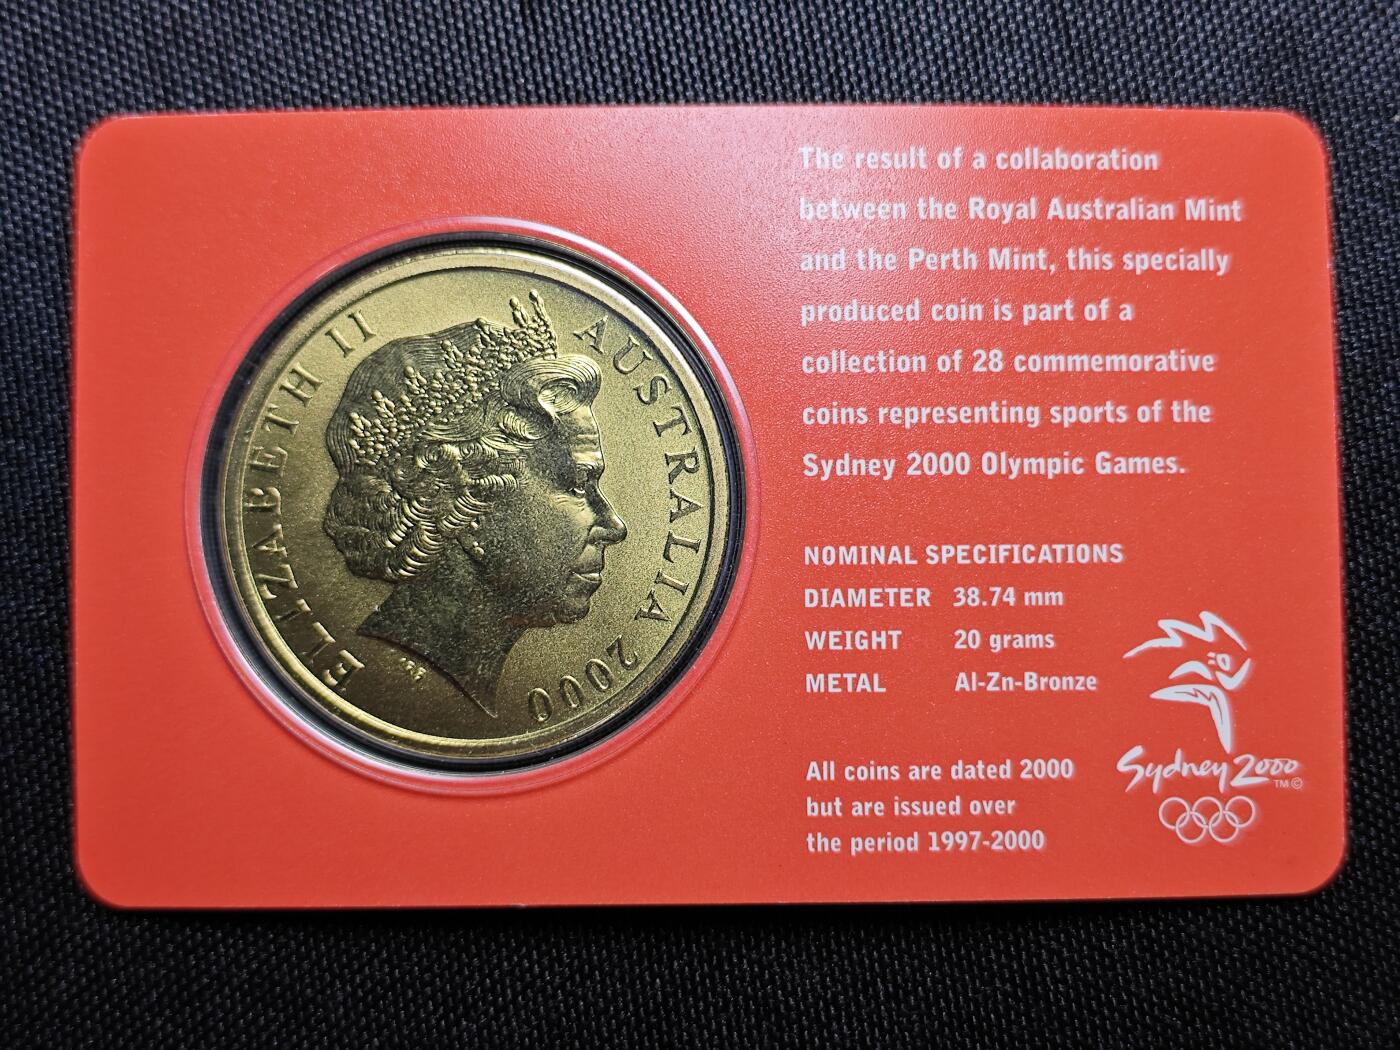 ELIZABETH II
AUSTRALIA 2000
IRB
The result of a collaboration
between the Royal Australian Mint
and the Perth Mint, this specially
produced coin is part of a
collection of 28 commemorative
coins representing sports of the
Sydney 2000 Olympic Games.
NOMINAL SPECIFICATIONS
DIAMETER 38.74 mm
WEIGHT 20 grams
METAL Al-Zn-Bronze
All coins are dated 2000
but are issued over
the period 1997-2000
Sydney 2000
TM ©